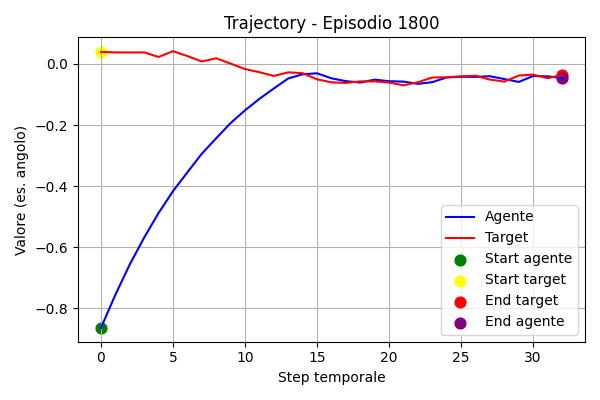 Trajectory - Episodio 1800
Valore (es. angolo)
0.0
−0.2
−0.4
−0.6
−0.8
0 5 10 15 20 25 30
Step temporale
Agente
Target
Start agente
Start target
End target
End agente